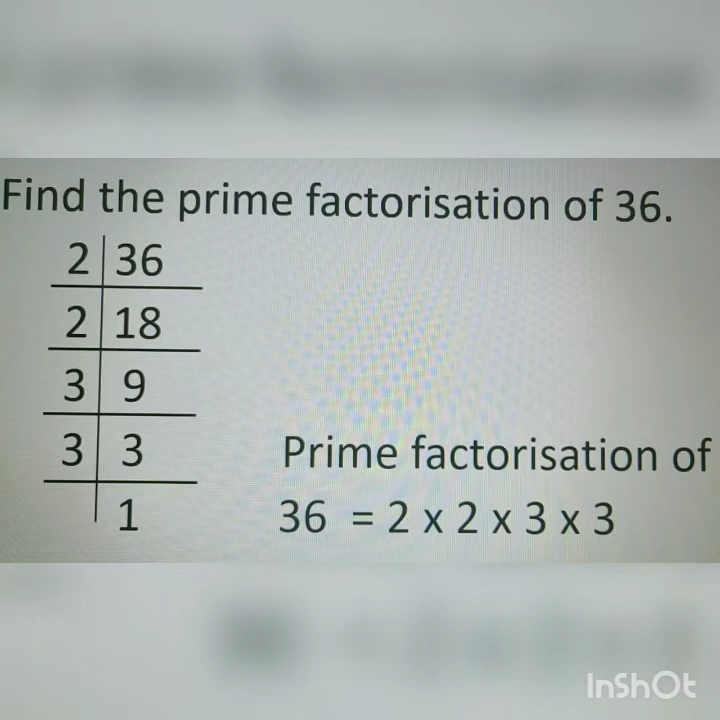 Find the prime factorisation of 36.
2 36
2 18
3 9
3 3
1
Prime factorisation of
36 = 2 x 2 x 3 x 3
InShOt